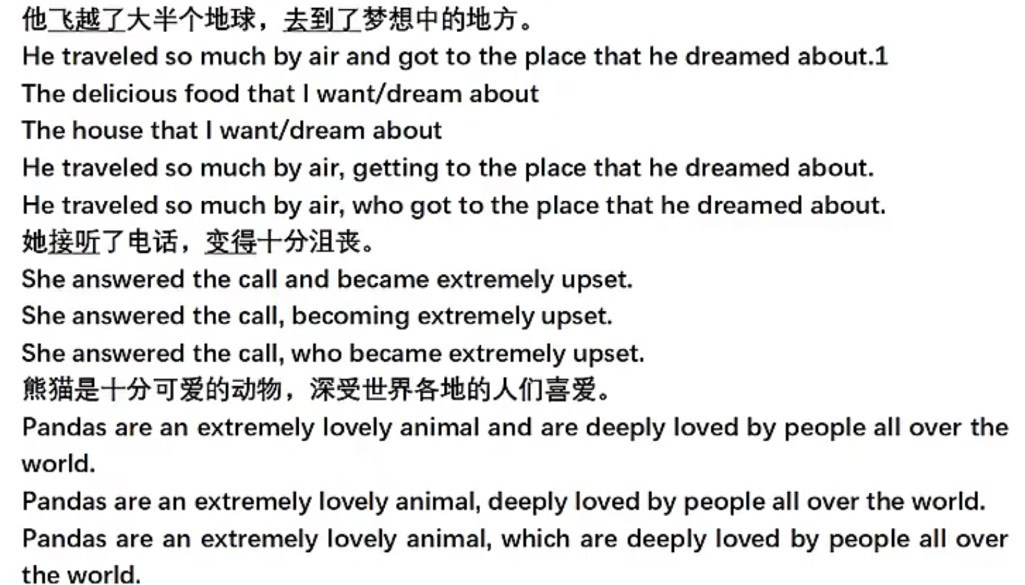 他飞越了大半个地球，去到了梦想中的地方。
He traveled so much by air and got to the place that he dreamed about.1
The delicious food that I want/dream about
The house that I want/dream about
He traveled so much by air, getting to the place that he dreamed about.
He traveled so much by air, who got to the place that he dreamed about.
她接听了电话，变得十分沮丧。
She answered the call and became extremely upset.
She answered the call, becoming extremely upset.
She answered the call, who became extremely upset.
熊猫是十分可爱的动物，深受世界各地的人们喜爱。
Pandas are an extremely lovely animal and are deeply loved by people all over the
world.
Pandas are an extremely lovely animal, deeply loved by people all over the world.
Pandas are an extremely lovely animal, which are deeply loved by people all over
the world.